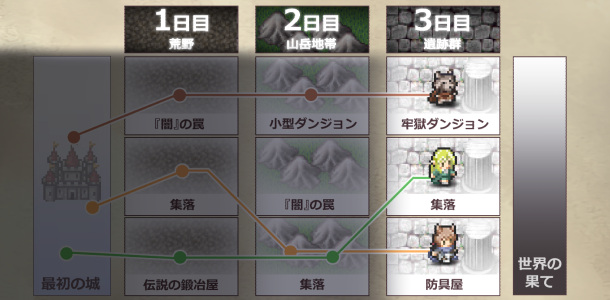 1日目
荒野
2日目
山岳地帯
3日目
遺跡群
『闇』の罠
小型ダンジョン
牢獄ダンジョン
集落
『闇』の罠
集落
最初の城
伝説の鍛冶屋
集落
防具屋
世界の
果て